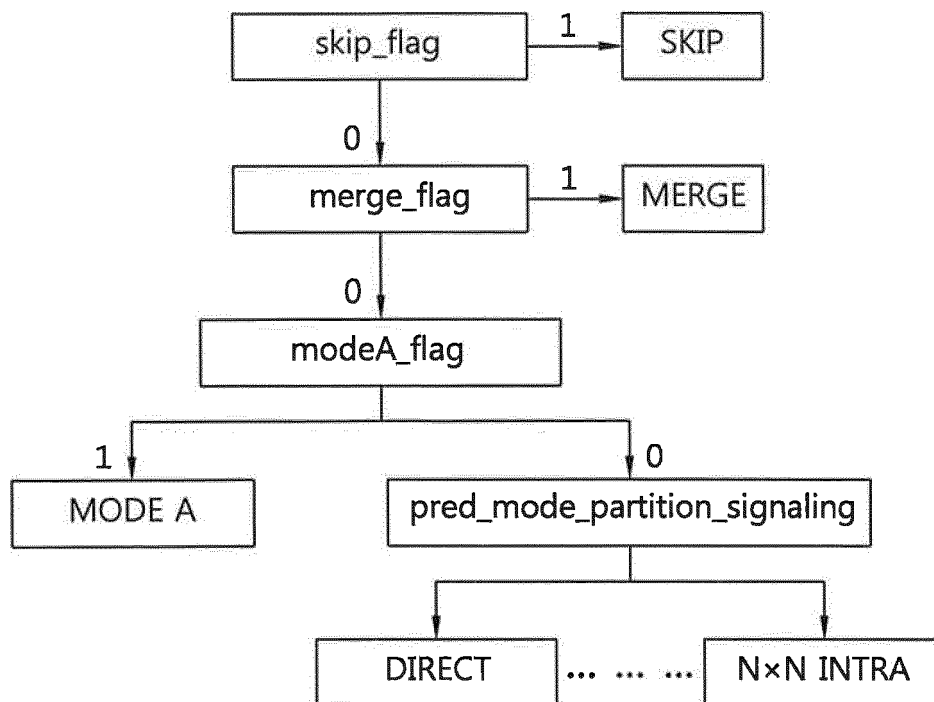 skip_flag 1 SKIP
0
merge_flag 1 MERGE
0
modeA_flag
1 0
MODE A pred_mode_partition_signaling
DIRECT ... ... ... N×N INTRA